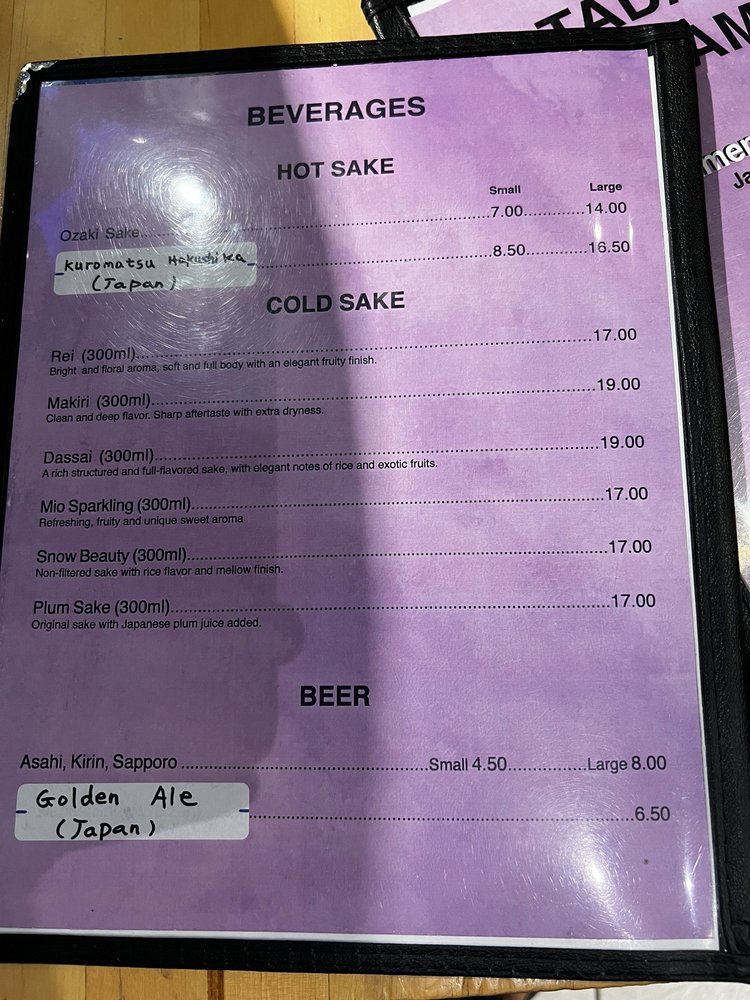 BEVERAGES
HOT SAKE
Small Large
Ozaki Sake..........7.00.............14.00
Kuromatsu Hakushika..........8.50.............16.50
(Japan)
COLD SAKE
Rei (300ml)..........17.00
Bright and floral aroma, soft and full body with an elegant fruity finish.
Makiri (300ml)..........19.00
Clean and deep flavor. Sharp aftertaste with extra dryness.
Dassai (300ml)..........19.00
A rich structured and full-flavored sake, with elegant notes of rice and exotic fruits.
Mio Sparkling (300ml)..........17.00
Refreshing, fruity and unique sweet aroma
Snow Beauty (300ml)..........17.00
Non-filtered sake with rice flavor and mellow finish.
Plum Sake (300ml)..........17.00
Original sake with Japanese plum juice added.
BEER
Asahi, Kirin, Sapporo ..........Small 4.50.............Large 8.00
Golden Ale
(Japan)..........6.50